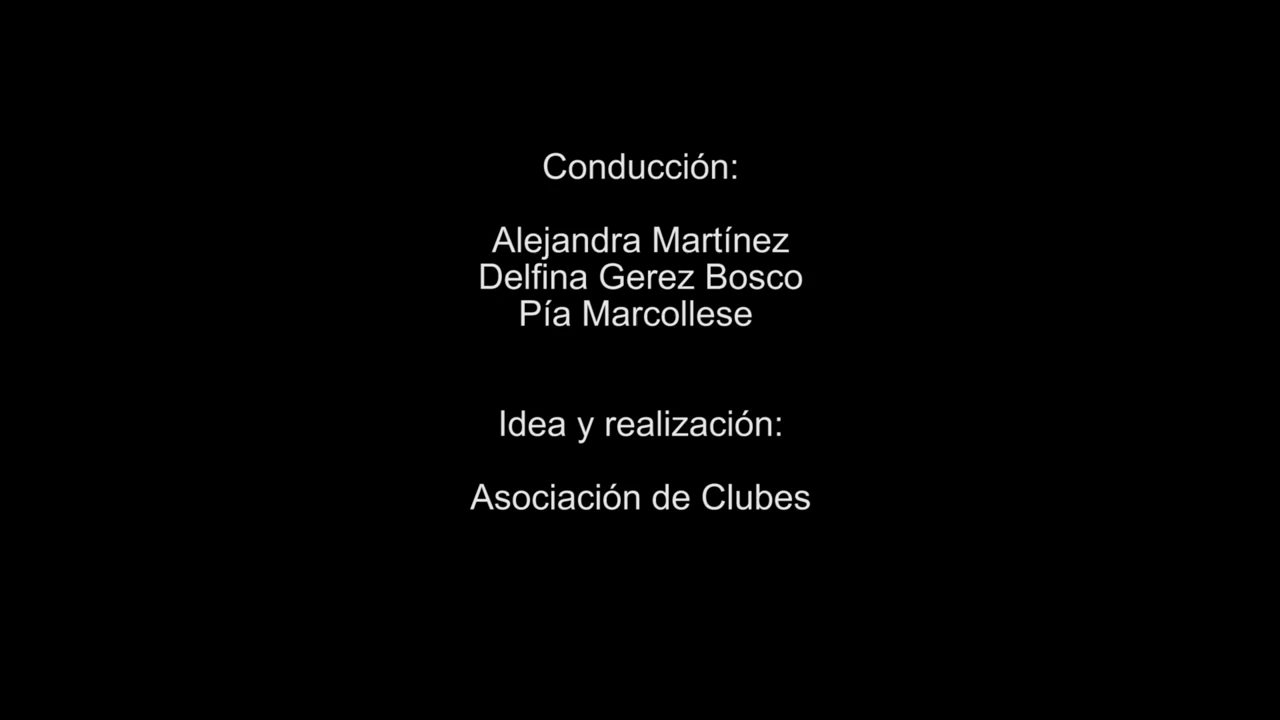 Conducción:
Alejandra Martínez
Delfina Gerez Bosco
Pía Marcollese
Idea y realización:
Asociación de Clubes